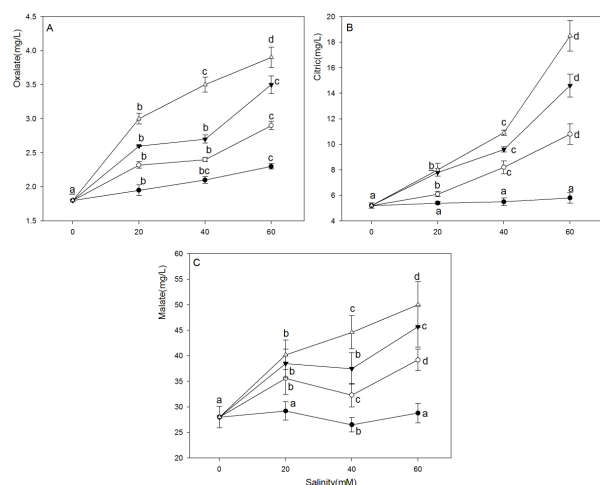 A
Oxalate(mg/L)
4.5
4.0
3.5
3.0
2.5
2.0
1.5
0 20 40 60
a
b
c
d
b
b
c
b
b
c
b
bc
c
B
Citric(mg/L)
20
18
16
14
12
10
8
6
4
0 20 40 60
a
b
c
d
c
d
b
c
d
a
a
a
C
Malate(mg/L)
55
50
45
40
35
30
25
20
0 20 40 60
a
b
c
d
b
b
c
b
c
d
a
b
a
Salinity(mM)